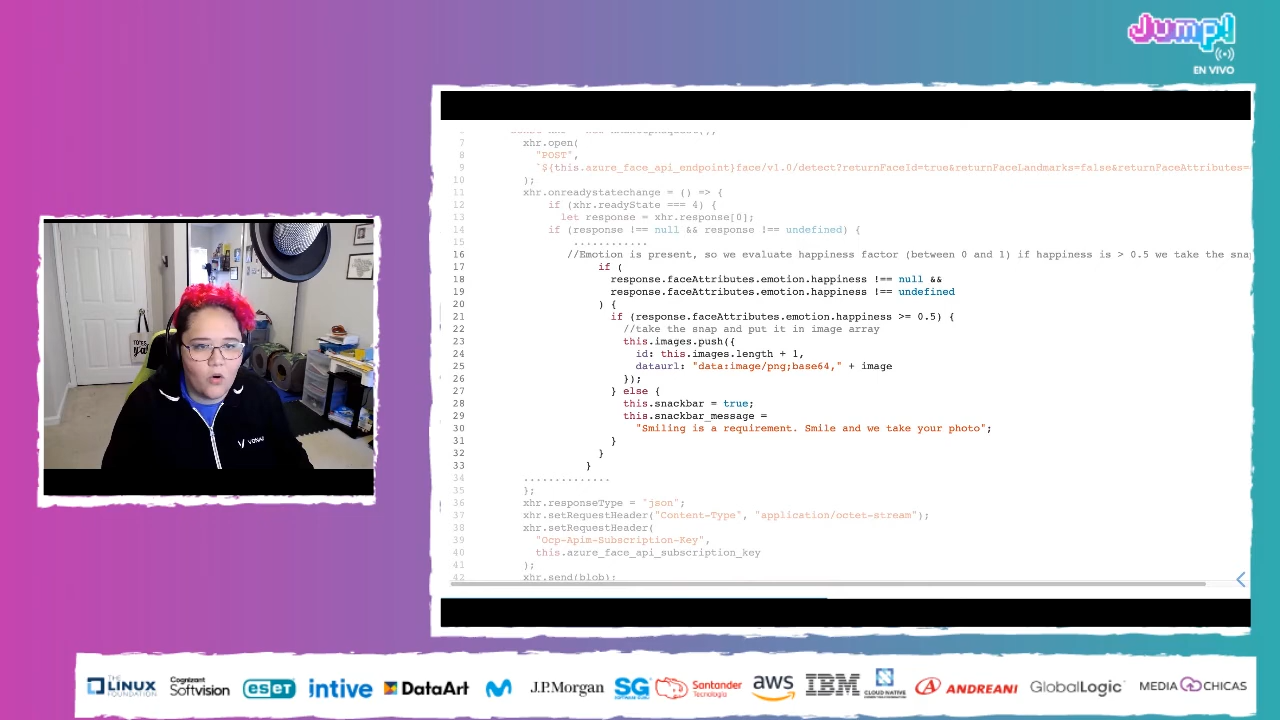 Jump!
EN VIVO
7 xhr.open(
8 "POST",
9 `${this.azure_face_api_endpoint}face/v1.0/detect?returnFaceId=true&returnFaceLandmarks=false&returnFaceAttributes=
10 );
11 xhr.onreadystatechange = () => {
12 if (xhr.readyState === 4) {
13 let response = xhr.response[0];
14 if (response !== null && response !== undefined) {
15 ............
16 //Emotion is present, so we evaluate happiness factor (between 0 and 1) if happiness is > 0.5 we take the sna
17 if (
18 response.faceAttributes.emotion.happiness !== null &&
19 response.faceAttributes.emotion.happiness !== undefined
20 ) {
21 if (response.faceAttributes.emotion.happiness >= 0.5) {
22 //take the snap and put it in image array
23 this.images.push({
24 id: this.images.length + 1,
25 dataurl: "data:image/png;base64," + image
26 });
27 } else {
28 this.snackbar = true;
29 this.snackbar_message =
30 "Smiling is a requirement. Smile and we take your photo";
31 }
32 }
33 }
34 ..............
35 };
36 xhr.responseType = "json";
37 xhr.setRequestHeader("Content-Type", "application/octet-stream");
38 xhr.setRequestHeader(
39 "Ocp-Apim-Subscription-Key",
40 this.azure_face_api_subscription_key
41 );
42 xhr.send(blob);
THE LINUX FOUNDATION
Cognizant Softvision
eseT
intive
DataArt
J.P.Morgan
SG
Santander Tecnología
aws
IBM
CLOUD NATIVE
ANDREANI
GlobalLogic
MEDIA CHICAS